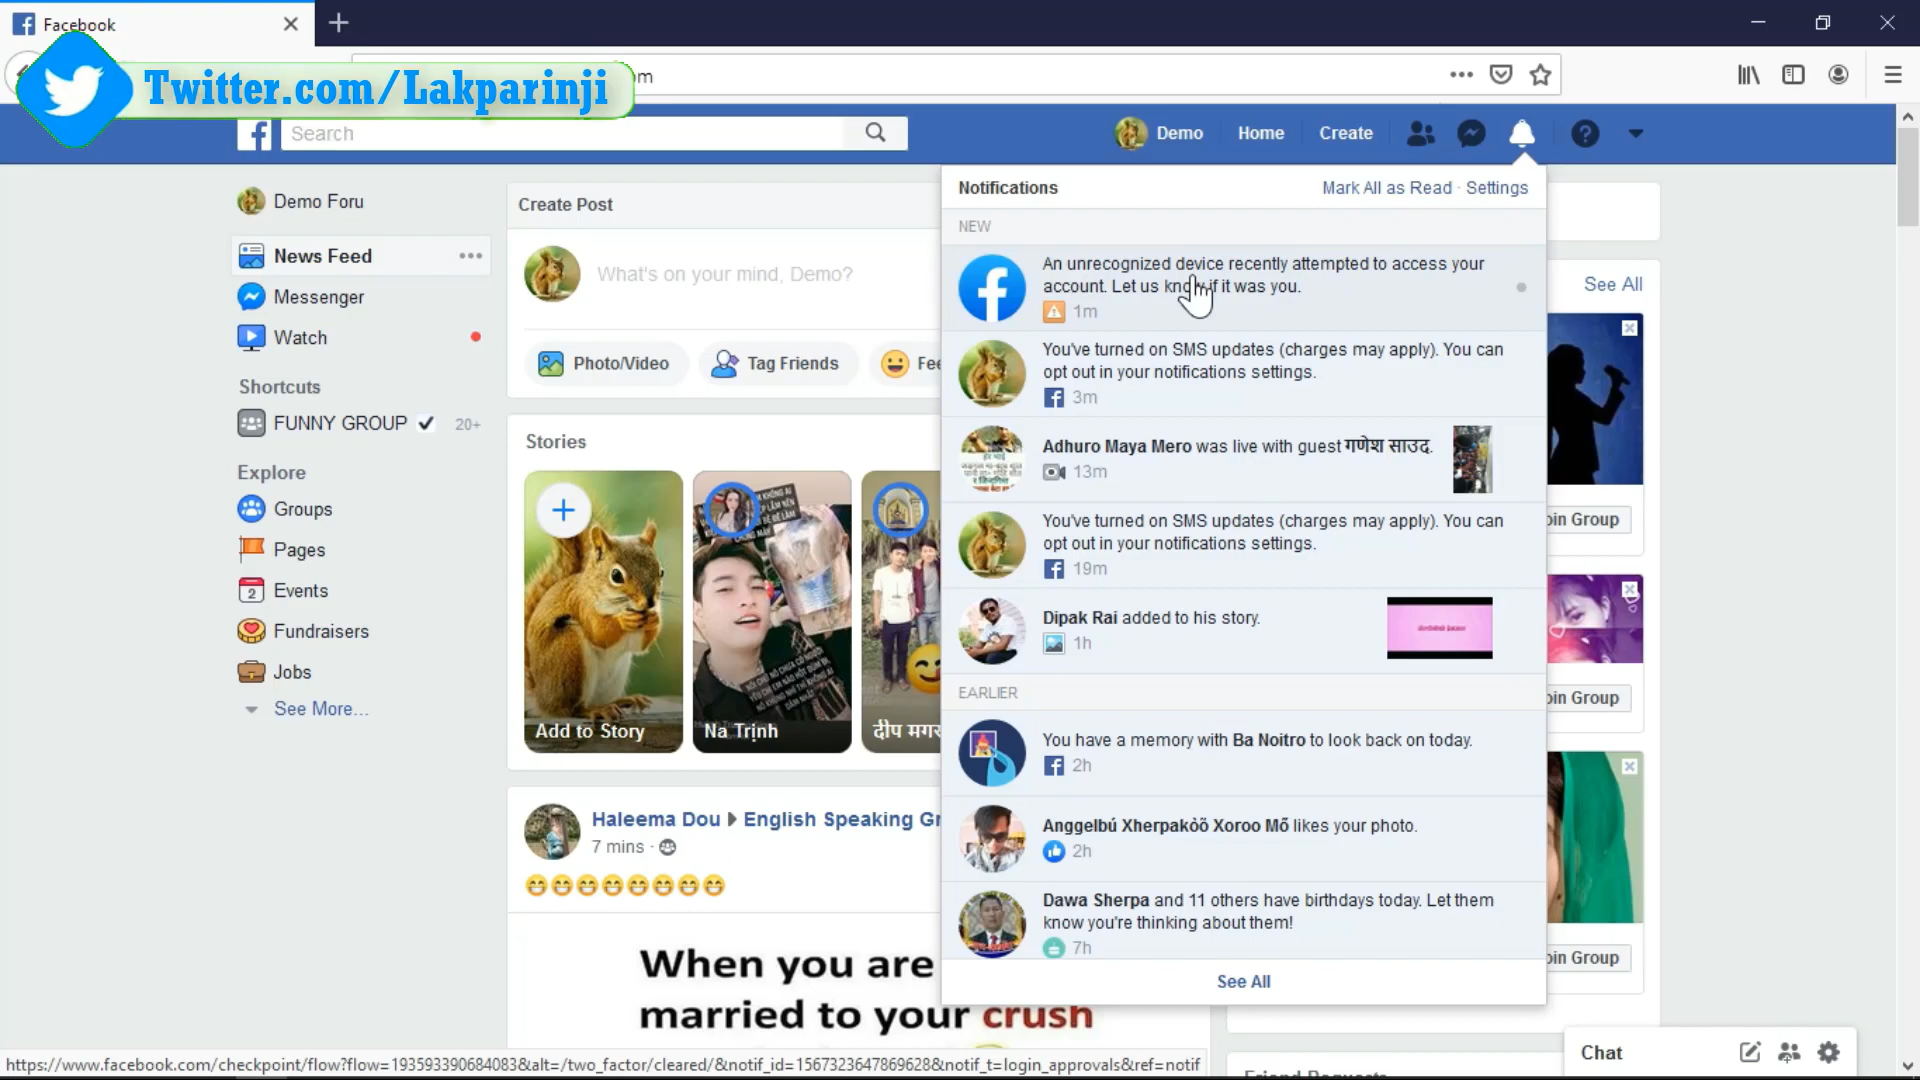 Facebook
Twitter.com/Lakparinji
om
Search
Demo
Home
Create
Demo Foru
News Feed
Messenger
Watch
Shortcuts
FUNNY GROUP
20+
Explore
Groups
Pages
2
Events
Fundraisers
Jobs
See More...
Create Post
What's on your mind, Demo?
Photo/Video
Tag Friends
Fee
Stories
Add to Story
Na Trịnh
दीप मगर
Haleema Dou
English Speaking Gr
7 mins ·
When you are
married to your crush
Notifications
Mark All as Read · Settings
NEW
An unrecognized device recently attempted to access your
account. Let us know if it was you.
1m
You've turned on SMS updates (charges may apply). You can
opt out in your notifications settings.
3m
Adhuro Maya Mero was live with guest गणेश साउद.
13m
You've turned on SMS updates (charges may apply). You can
opt out in your notifications settings.
19m
Dipak Rai added to his story.
1h
EARLIER
You have a memory with Ba Noitro to look back on today.
2h
Anggelbú Xherpakòŏ Xoroo Mő likes your photo.
2h
Dawa Sherpa and 11 others have birthdays today. Let them
know you're thinking about them!
7h
See All
See All
oin Group
oin Group
oin Group
Chat
https://www.facebook.com/checkpoint/flow?flow=193593390684083&alt=/two_factor/cleared/&notif_id=1567323647869628&notif_t=login_approvals&ref=notif